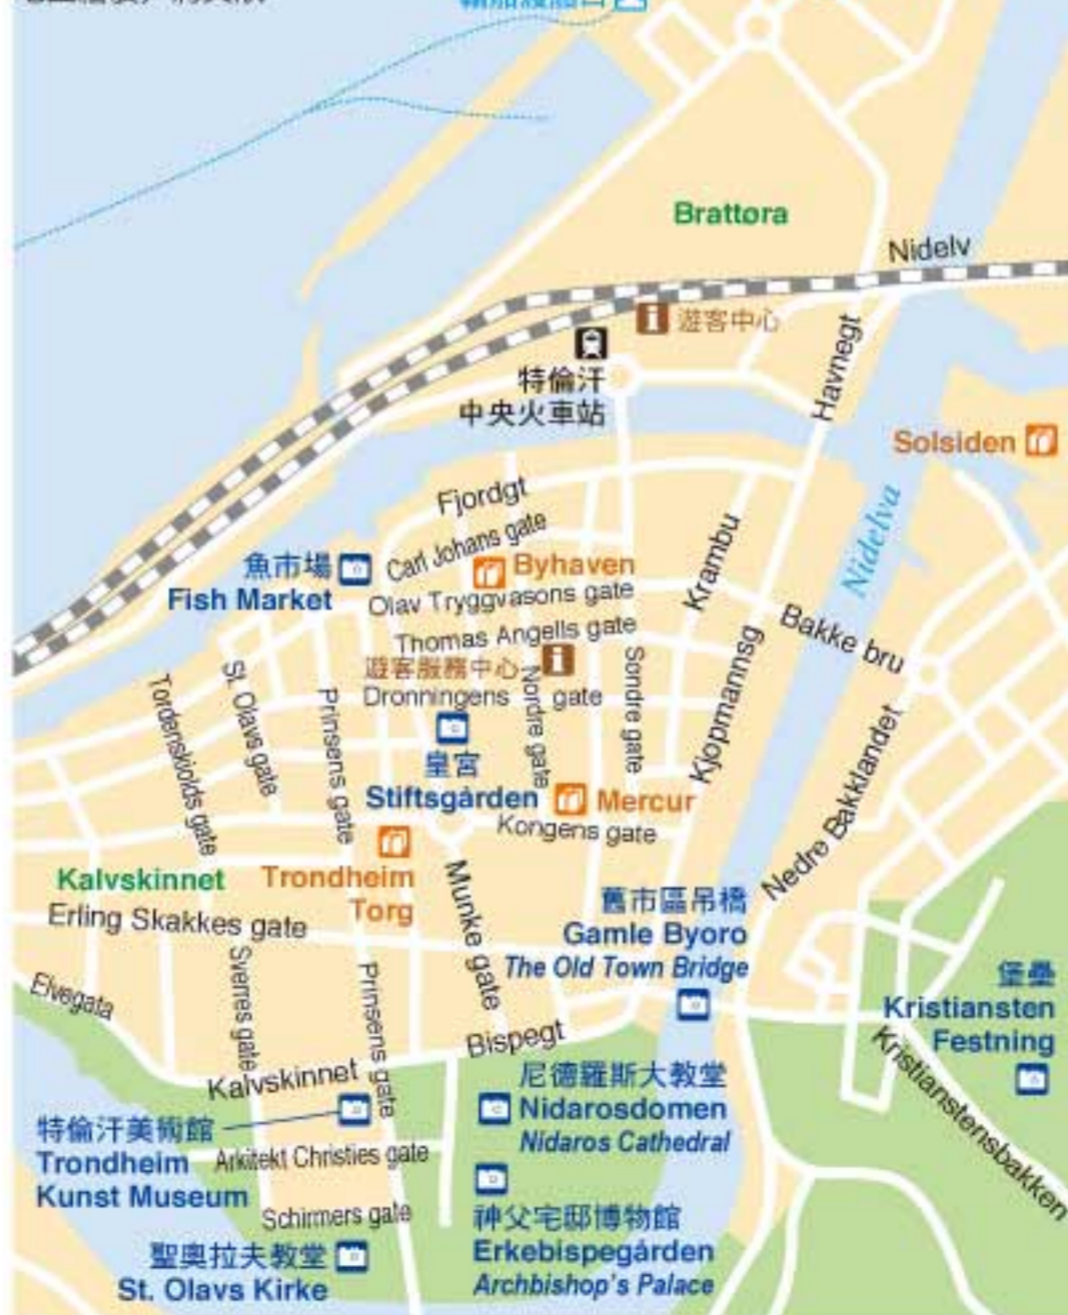 Brattøra
Nidelv
遊客中心
特倫汗
中央火車站
Havnegt
Solsiden
Nidelva
Fjordgt
Carl Johans gate
魚市場
Fish Market
Byhaven
Olav Tryggvasons gate
Krambu
Thomas Angells gate
Bakke bru
遊客服務中心
Dronningens gate
Nordre gate
Sondre gate
Kjopmannsg
Tordenskiolds gate
St. Olavs gate
Prinsens gate
皇宮
Stiftsgården
Mercur
Kongens gate
Nedre Bakklandet
Kalvskinnet
Trondheim
Torg
Munke gate
舊市區吊橋
Gamle Byoro
The Old Town Bridge
Erling Skakkes gate
Sverres gate
Prinsens gate
Elvegata
堡壘
Kristiansten
Festning
Kristianstensbakken
Bispegt
Kalvskinnet
尼德羅斯大教堂
Nidarosdomen
Nidaros Cathedral
特倫汗美術館
Trondheim
Kunst Museum
Arkitekt Christies gate
Schirmers gate
神父宅邸博物館
Erkebispegården
Archbishop's Palace
聖奧拉夫教堂
St. Olavs Kirke